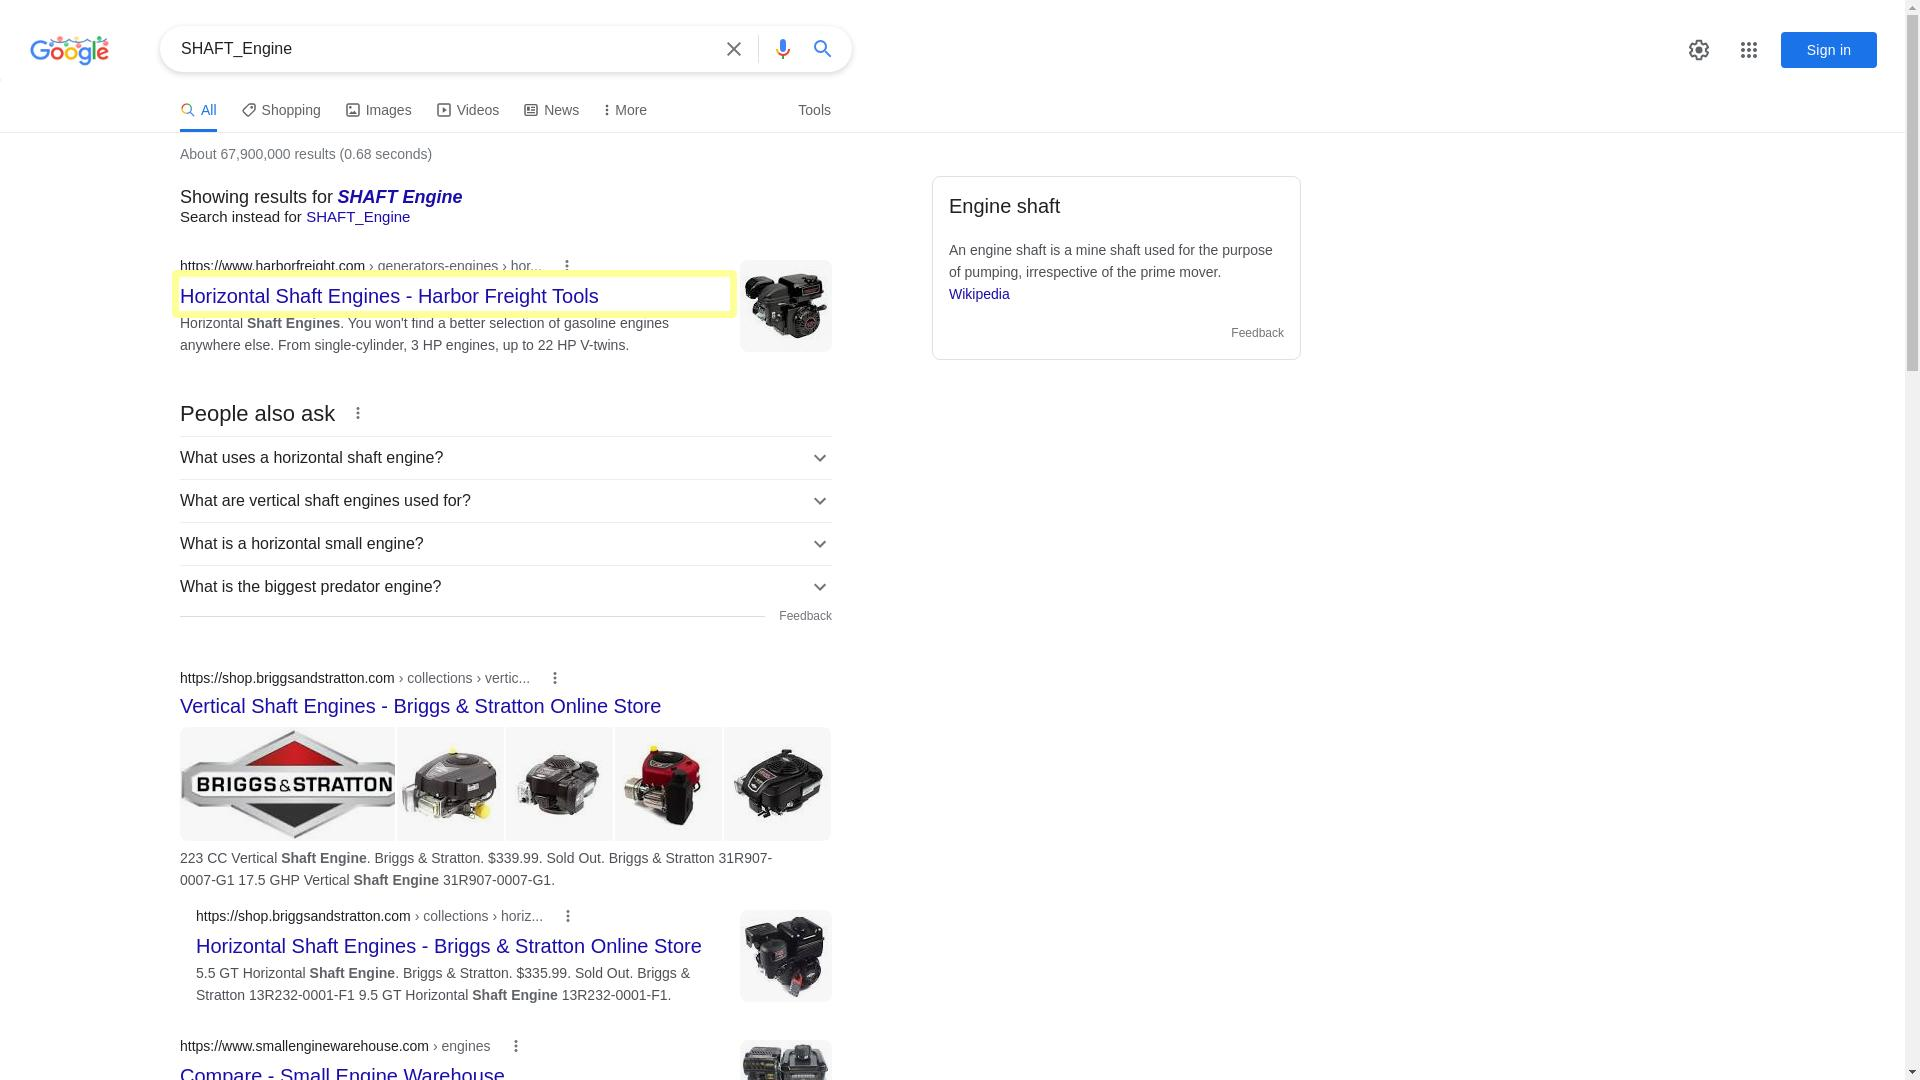 Google
SHAFT_Engine
Sign in
All
Shopping
Images
Videos
News
More
Tools
About 67,900,000 results (0.68 seconds)
Showing results for SHAFT Engine
Search instead for SHAFT_Engine
https://www.harborfreight.com › generators-engines › hor...
Horizontal Shaft Engines - Harbor Freight Tools
Horizontal Shaft Engines. You won't find a better selection of gasoline engines
anywhere else. From single-cylinder, 3 HP engines, up to 22 HP V-twins.
People also ask
What uses a horizontal shaft engine?
What are vertical shaft engines used for?
What is a horizontal small engine?
What is the biggest predator engine?
Feedback
https://shop.briggsandstratton.com › collections › vertic...
Vertical Shaft Engines - Briggs & Stratton Online Store
BRIGGS & STRATTON
223 CC Vertical Shaft Engine. Briggs & Stratton. $339.99. Sold Out. Briggs & Stratton 31R907-
0007-G1 17.5 GHP Vertical Shaft Engine 31R907-0007-G1.
https://shop.briggsandstratton.com › collections › horiz...
Horizontal Shaft Engines - Briggs & Stratton Online Store
5.5 GT Horizontal Shaft Engine. Briggs & Stratton. $335.99. Sold Out. Briggs &
Stratton 13R232-0001-F1 9.5 GT Horizontal Shaft Engine 13R232-0001-F1.
https://www.smallenginewarehouse.com › engines
Compare - Small Engine Warehouse
Engine shaft
An engine shaft is a mine shaft used for the purpose
of pumping, irrespective of the prime mover.
Wikipedia
Feedback